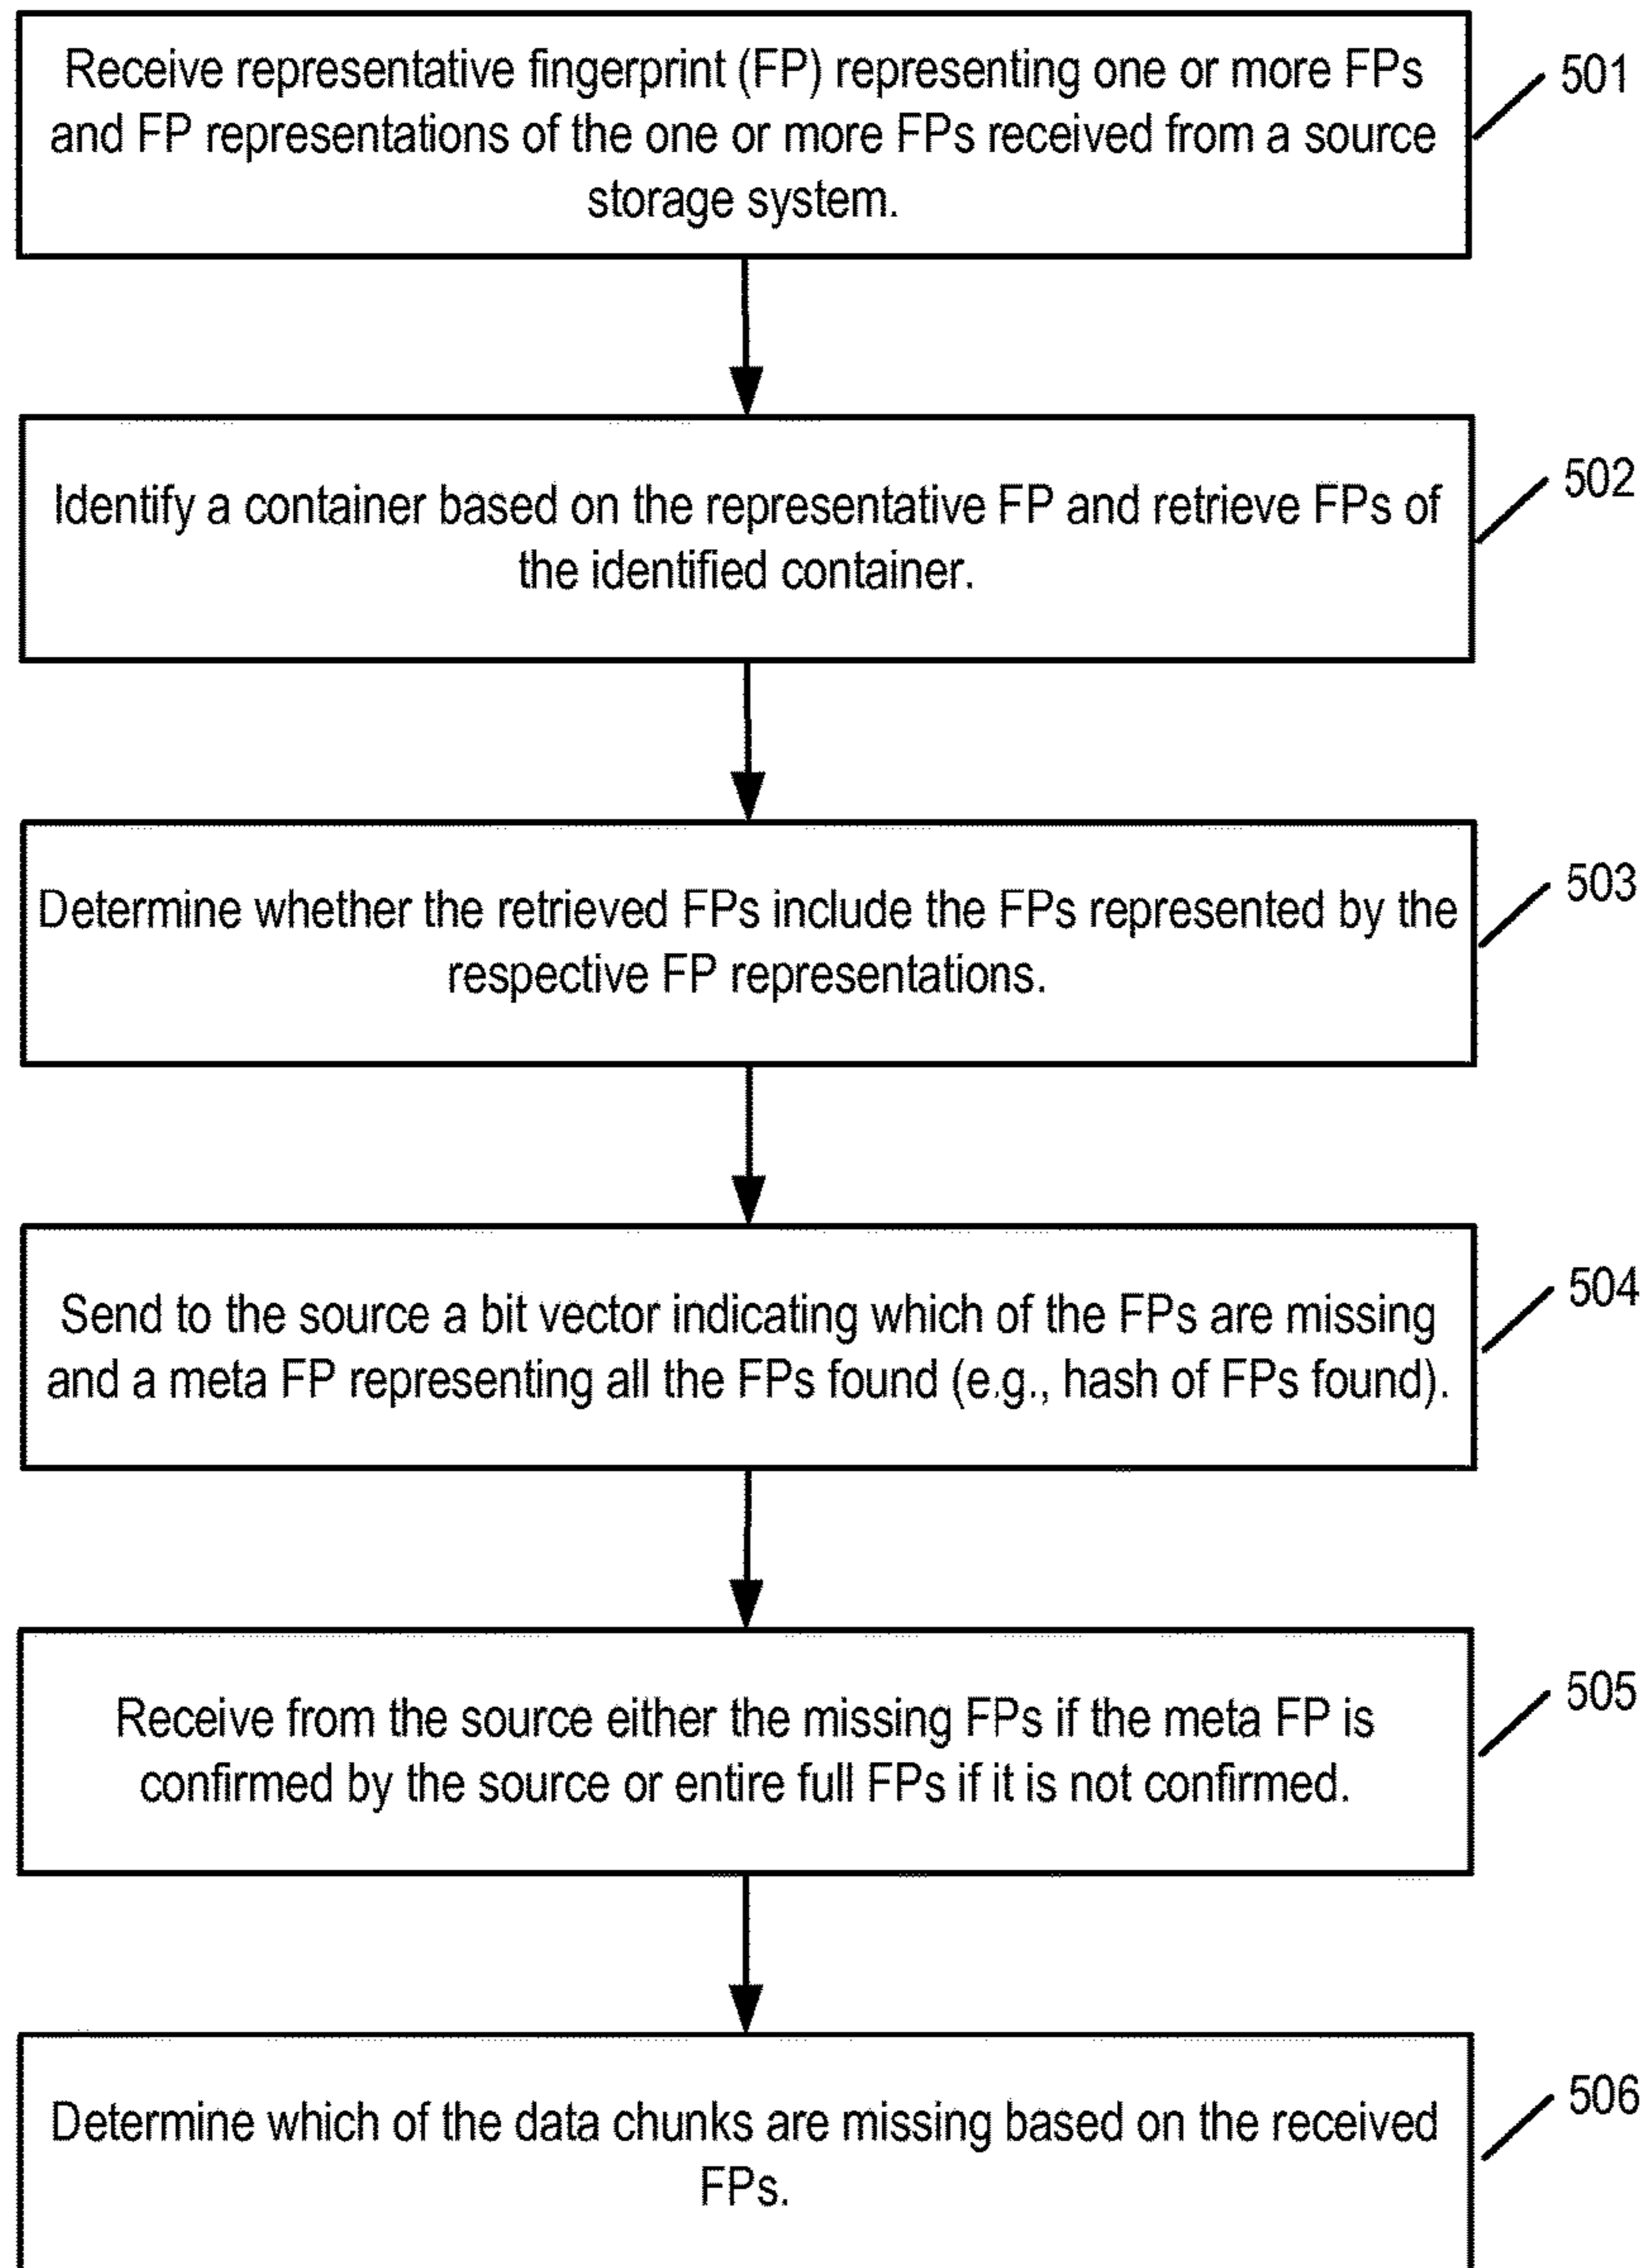 Receive representative fingerprint (FP) representing one or more FPs
and FP representations of the one or more FPs received from a source
storage system.
501
Identify a container based on the representative FP and retrieve FPs of
the identified container.
502
Determine whether the retrieved FPs include the FPs represented by the
respective FP representations.
503
Send to the source a bit vector indicating which of the FPs are missing
and a meta FP representing all the FPs found (e.g., hash of FPs found).
504
Receive from the source either the missing FPs if the meta FP is
confirmed by the source or entire full FPs if it is not confirmed.
505
Determine which of the data chunks are missing based on the received
FPs.
506